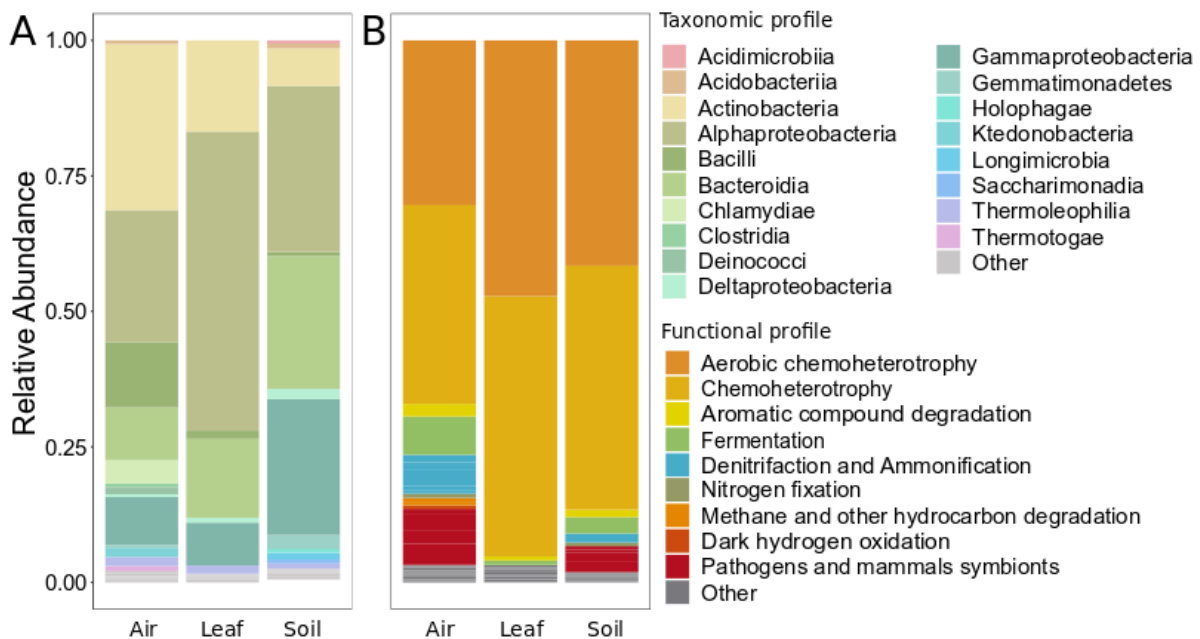 A
B
Relative Abundance
1.00
0.75
0.50
0.25
0.00
Air
Leaf
Soil
Air
Leaf
Soil
Taxonomic profile
Acidimicrobiia
Acidobacteriia
Actinobacteria
Alphaproteobacteria
Bacilli
Bacteroidia
Chlamydiae
Clostridia
Deinococci
Deltaproteobacteria
Gammaproteobacteria
Gemmatimonadetes
Holophagae
Ktedonobacteria
Longimicrobia
Saccharimonadia
Thermoleophilia
Thermotogae
Other
Functional profile
Aerobic chemoheterotrophy
Chemoheterotrophy
Aromatic compound degradation
Fermentation
Denitrifaction and Ammonification
Nitrogen fixation
Methane and other hydrocarbon degradation
Dark hydrogen oxidation
Pathogens and mammals symbionts
Other